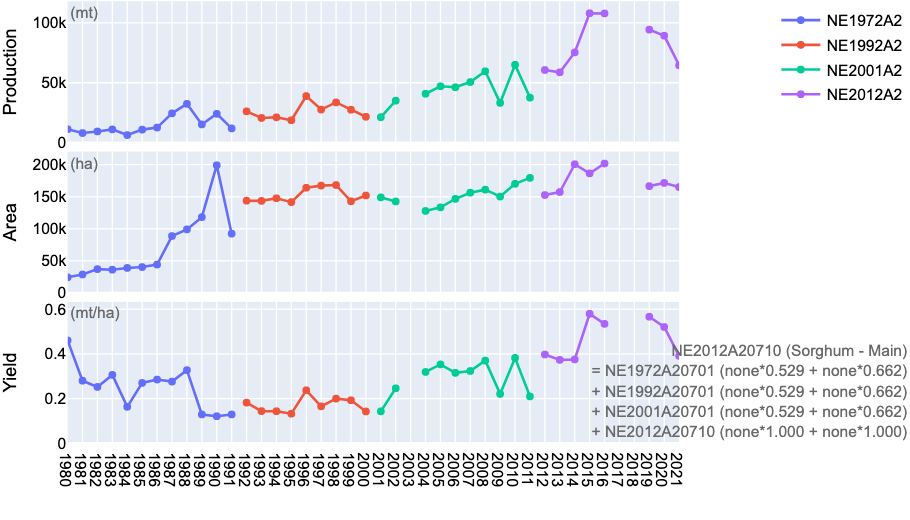 (mt)
Production
100k
50k
0
NE1972A2
NE1992A2
NE2001A2
NE2012A2
(ha)
Area
200k
150k
100k
50k
0
(mt/ha)
Yield
0.6
0.4
0.2
0
NE2012A20710 (Sorghum - Main)
= NE1972A20701 (none*0.529 + none*0.662)
+ NE1992A20701 (none*0.529 + none*0.662)
+ NE2001A20701 (none*0.529 + none*0.662)
+ NE2012A20710 (none*1.000 + none*1.000)
1980 1981 1982 1983 1984 1985 1986 1987 1988 1989 1990 1991 1992 1993 1994 1995 1996 1997 1998 1999 2000 2001 2002 2003 2004 2005 2006 2007 2008 2009 2010 2011 2012 2013 2014 2015 2016 2017 2018 2019 2020 2021